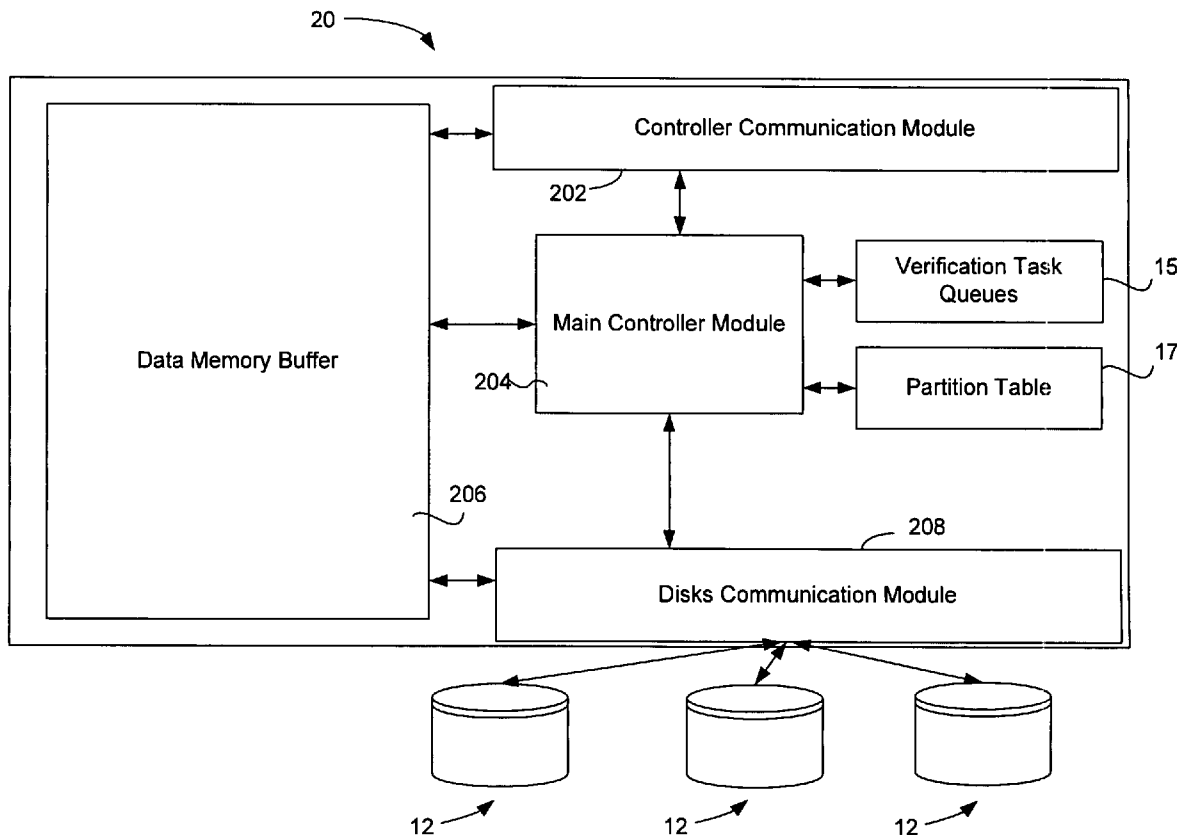 20
Controller Communication Module
202
Verification Task
Queues
15
Main Controller Module
Data Memory Buffer
204
17
Partition Table
206
208
Disks Communication Module
12
12
12